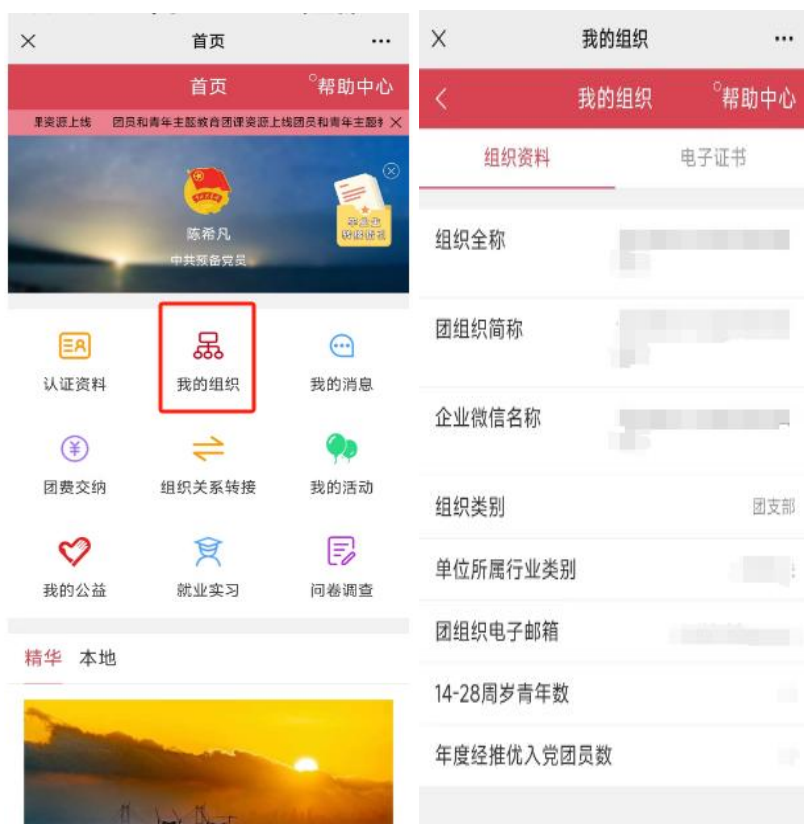 首页
首页
帮助中心
课资源上线 团员和青年主题教育团课资源上线团员和青年主题
陈希凡
中共预备党员
认证资料
我的组织
我的消息
团费交纳
组织关系转接
我的活动
我的公益
就业实习
问卷调查
精华 本地
我的组织
我的组织
帮助中心
组织资料
电子证书
组织全称
团组织简称
企业微信名称
组织类别
团支部
单位所属行业类别
团组织电子邮箱
14-28周岁青年数
年度经推优入党团员数